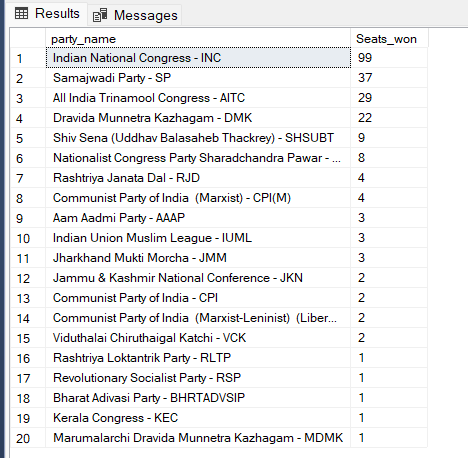 Results Messages
party_name Seats_won
1 Indian National Congress - INC 99
2 Samajwadi Party - SP 37
3 All India Trinamool Congress - AITC 29
4 Dravida Munnetra Kazhagam - DMK 22
5 Shiv Sena (Uddhav Balasaheb Thackrey) - SHSUBT 9
6 Nationalist Congress Party Sharadchandra Pawar - ... 8
7 Rashtriya Janata Dal - RJD 4
8 Communist Party of India  (Marxist) - CPI(M) 4
9 Aam Aadmi Party - AAAP 3
10 Indian Union Muslim League - IUML 3
11 Jharkhand Mukti Morcha - JMM 3
12 Jammu & Kashmir National Conference - JKN 2
13 Communist Party of India - CPI 2
14 Communist Party of India  (Marxist-Leninist)  (Liber... 2
15 Viduthalai Chiruthaigal Katchi - VCK 2
16 Rashtriya Loktantrik Party - RLTP 1
17 Revolutionary Socialist Party - RSP 1
18 Bharat Adivasi Party - BHRTADVSIP 1
19 Kerala Congress - KEC 1
20 Marumalarchi Dravida Munnetra Kazhagam - MDMK 1